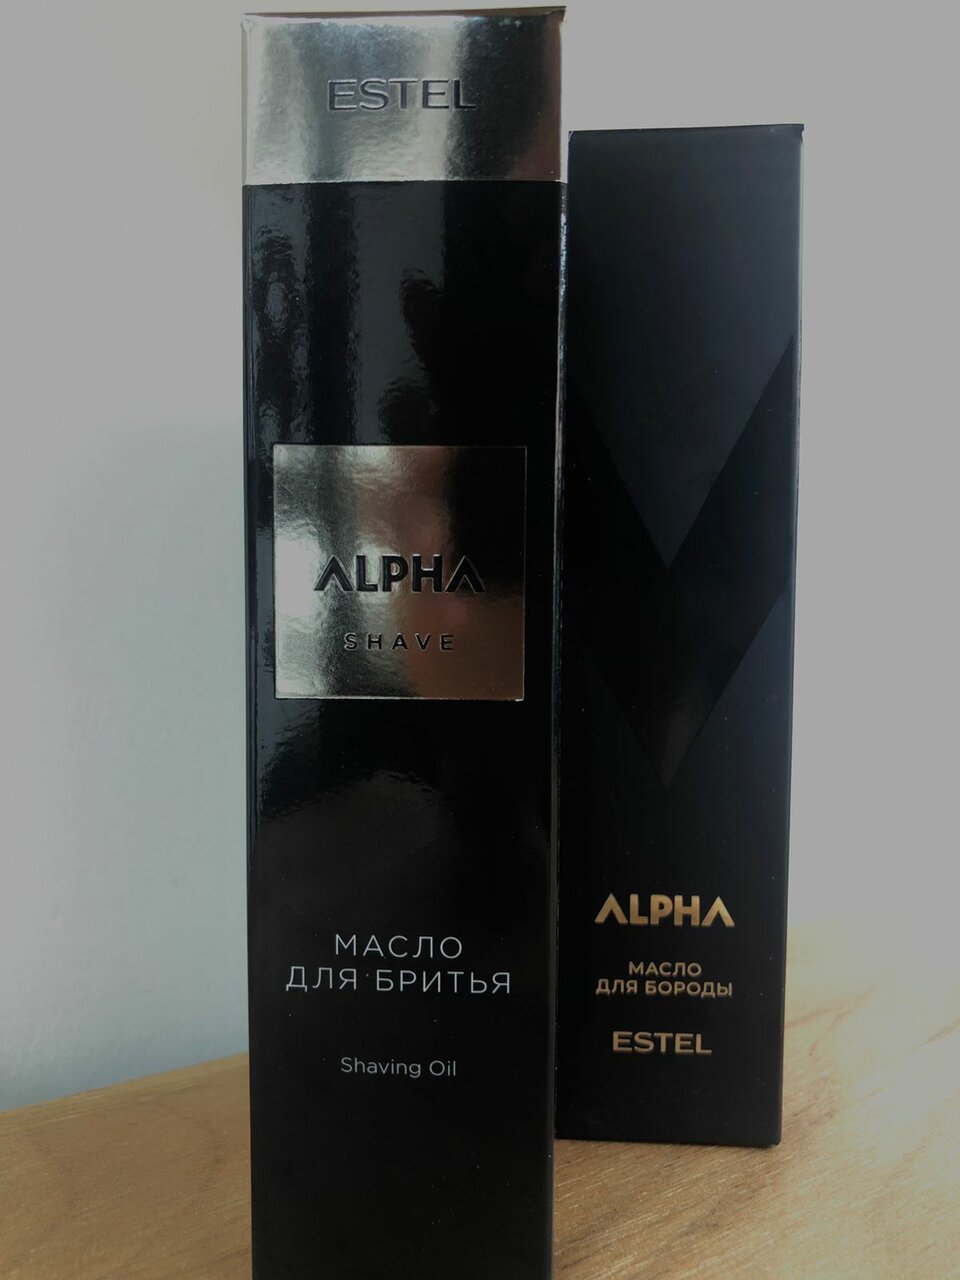 ESTEL
ALPHA
SHAVE
МАСЛО
ДЛЯ БРИТЬЯ
Shaving Oil
ALPHA
МАСЛО
ДЛЯ БОРОДЫ
ESTEL